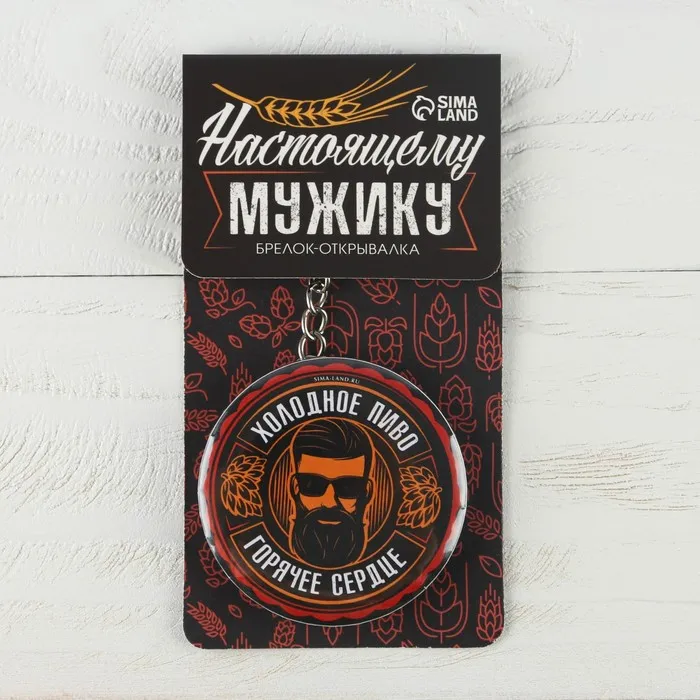 SIMA
LAND
Настоящему
МУЖИКУ
БРЕЛОК-ОТКРЫВАЛКА
SIMA-LAND.RU
ХОЛОДНОЕ ПИВО
ГОРЯЧЕЕ СЕРДЦЕ